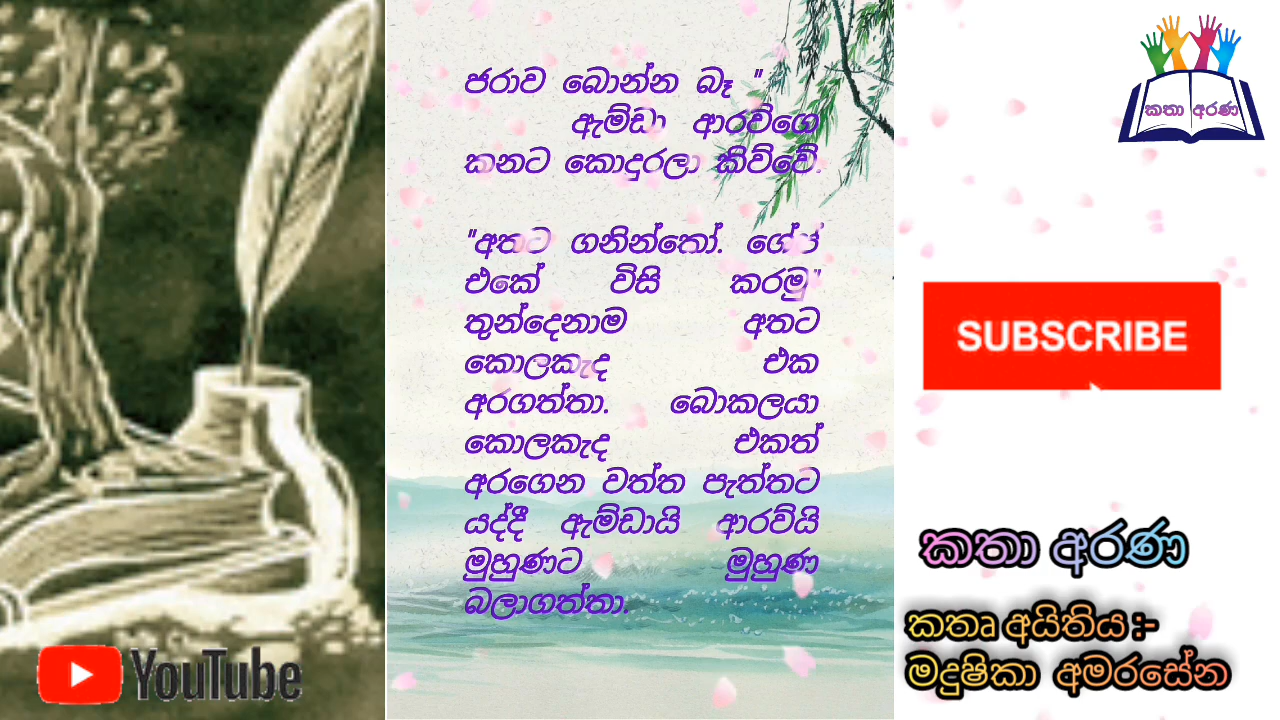 ජරාව බොන්න බෑ "
ඇම්ඩා ආරව්ගෙ
කනට කොඳුරලා කිව්වේ.
"අතට ගනින්කෝ. ගේප්
එකේ විසි කරමු"
තුන්දෙනාම අතට
කොලකැද එක
අරගත්තා. බොකලයා
කොලකැද එකත්
අරගෙන වත්ත පැත්තට
යද්දී ඇම්ඩායි ආරව්යි
මුහුණට මුහුණ
බලාගත්තා.
කතා අරණ
SUBSCRIBE
කතා අරණ
කතෘ අයිතිය :-
මදුෂිකා අමරසේන
YouTube